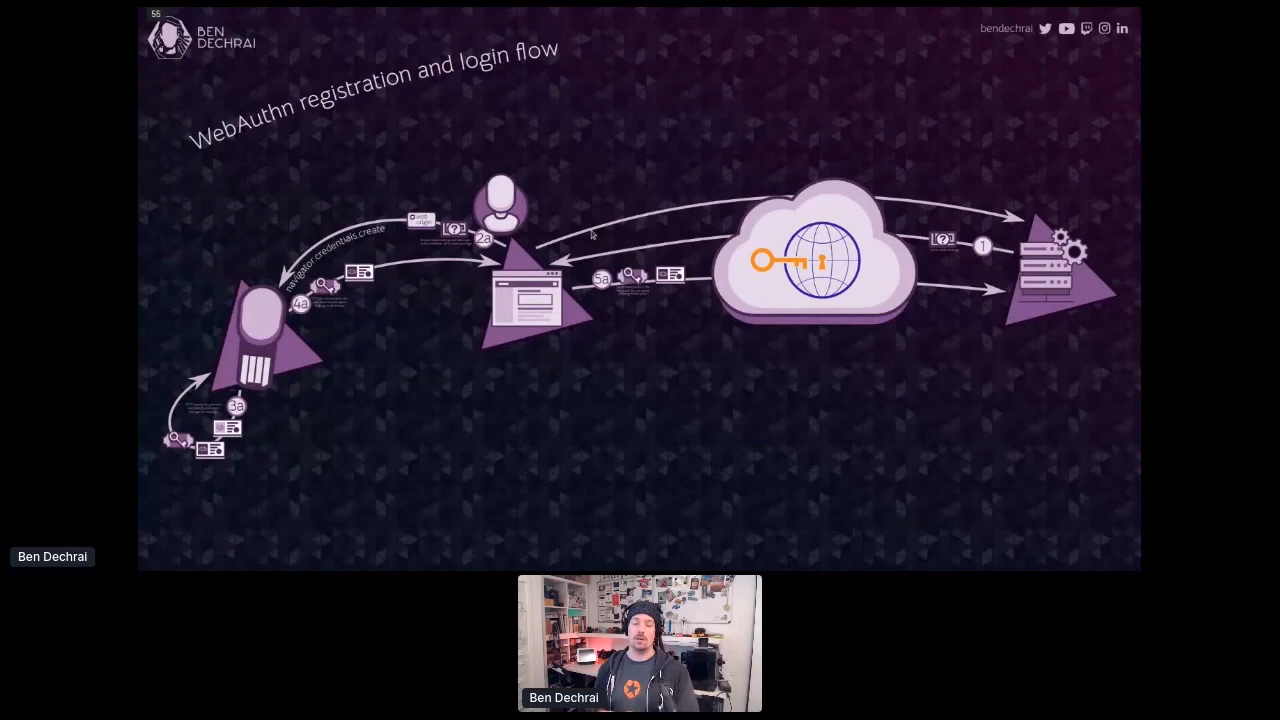 55
BEN
DECHRAI
bendechrai
WebAuthn registration and login flow
web
origin
2a
navigator.credentials.create
1
5a
4a
3a
Ben Dechrai
Ben Dechrai